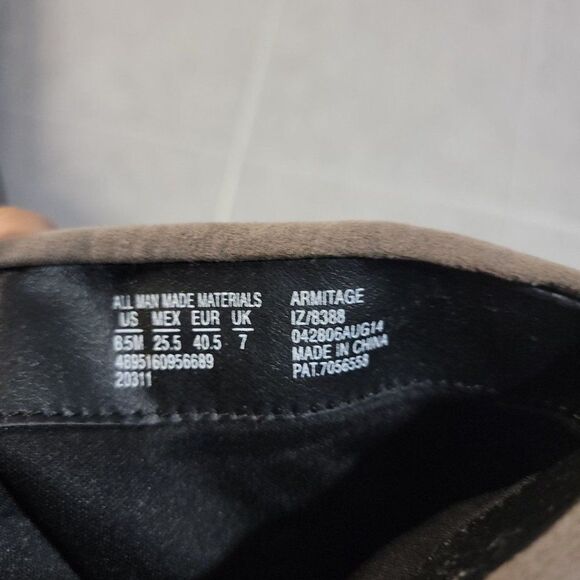 ALL MAN MADE MATERIALS
US MEX EUR UK
8.5M 25.5 40.5 7
4895160956689
20311
ARMITAGE
IZ/8388
042806AUG14
MADE IN CHINA
PAT.7056558